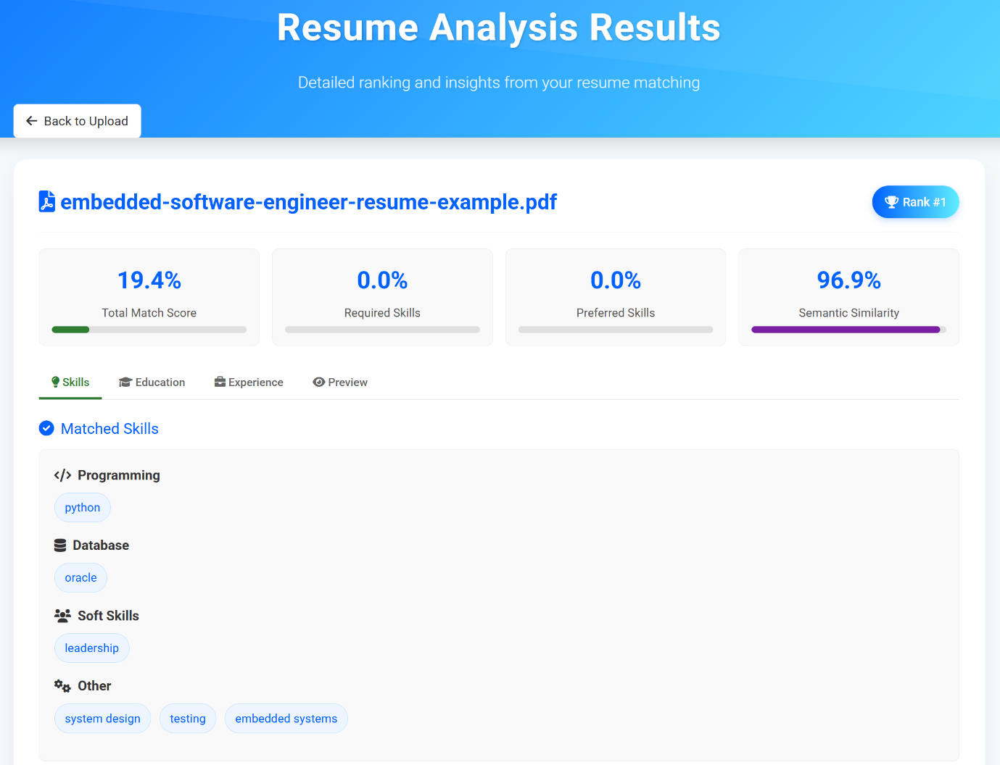 Resume Analysis Results
Detailed ranking and insights from your resume matching
Back to Upload
embedded-software-engineer-resume-example.pdf
Rank #1
19.4%
Total Match Score
0.0%
Required Skills
0.0%
Preferred Skills
96.9%
Semantic Similarity
Skills
Education
Experience
Preview
Matched Skills
</> Programming
python
Database
oracle
Soft Skills
leadership
Other
system design
testing
embedded systems